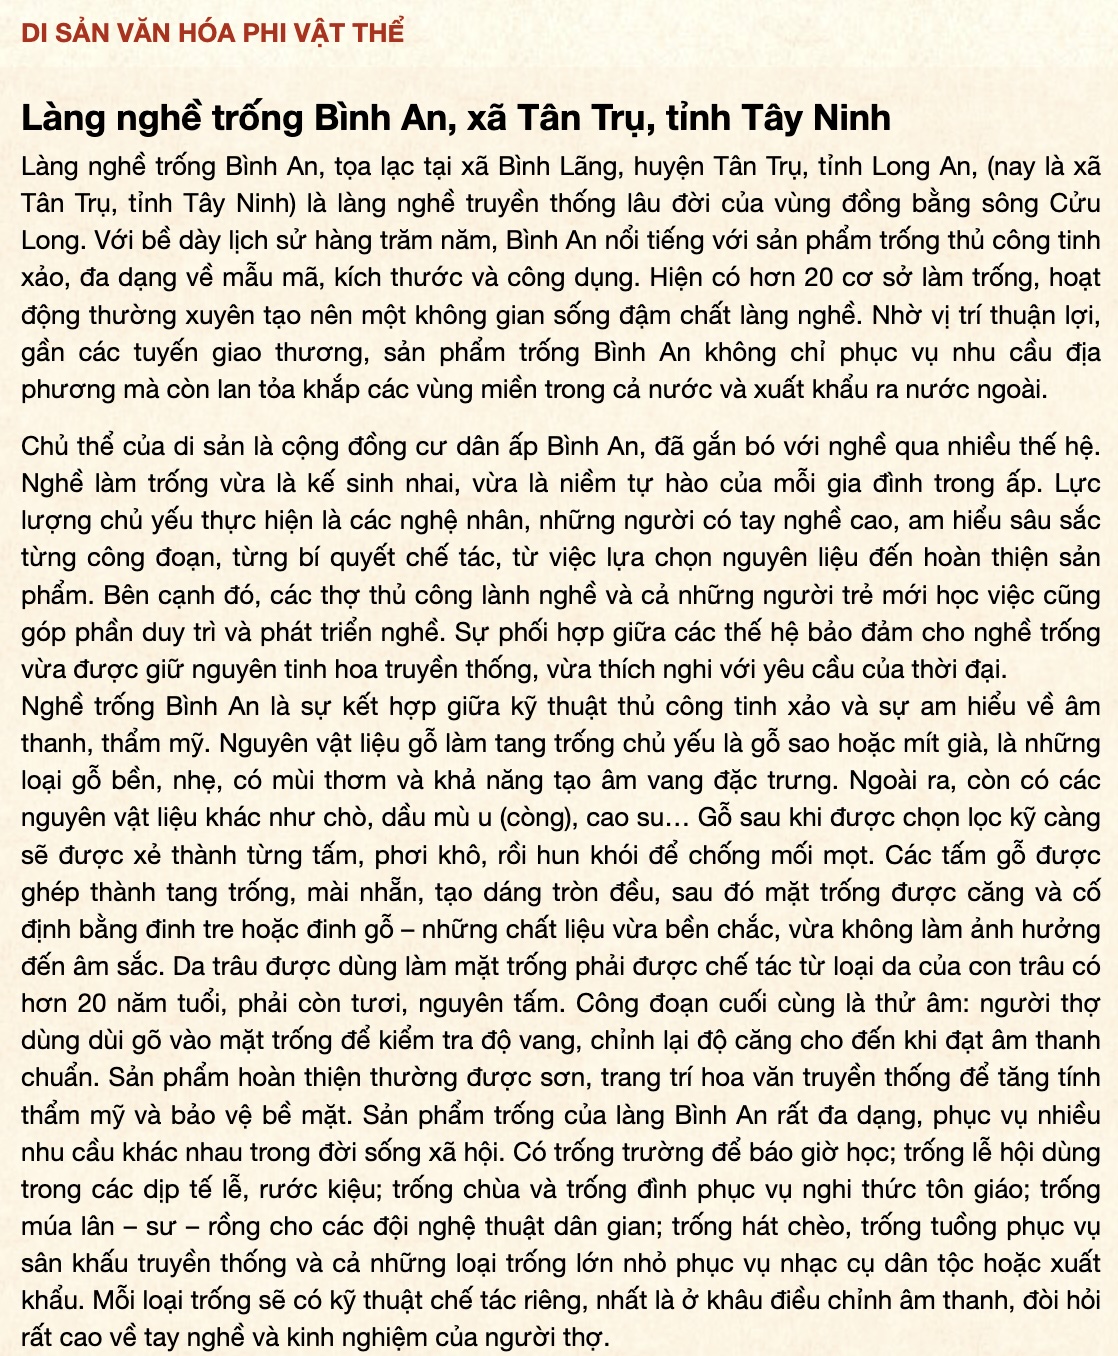 DI SẢN VĂN HÓA PHI VẬT THỂ
Làng nghề trống Bình An, xã Tân Trụ, tỉnh Tây Ninh
Làng nghề trống Bình An, tọa lạc tại xã Bình Lãng, huyện Tân Trụ, tỉnh Long An, (nay là xã
Tân Trụ, tỉnh Tây Ninh) là làng nghề truyền thống lâu đời của vùng đồng bằng sông Cửu
Long. Với bề dày lịch sử hàng trăm năm, Bình An nổi tiếng với sản phẩm trống thủ công tinh
xảo, đa dạng về mẫu mã, kích thước và công dụng. Hiện có hơn 20 cơ sở làm trống, hoạt
động thường xuyên tạo nên một không gian sống đậm chất làng nghề. Nhờ vị trí thuận lợi,
gần các tuyến giao thương, sản phẩm trống Bình An không chỉ phục vụ nhu cầu địa
phương mà còn lan tỏa khắp các vùng miền trong cả nước và xuất khẩu ra nước ngoài.
Chủ thể của di sản là cộng đồng cư dân ấp Bình An, đã gắn bó với nghề qua nhiều thế hệ.
Nghề làm trống vừa là kế sinh nhai, vừa là niềm tự hào của mỗi gia đình trong ấp. Lực
lượng chủ yếu thực hiện là các nghệ nhân, những người có tay nghề cao, am hiểu sâu sắc
từng công đoạn, từng bí quyết chế tác, từ việc lựa chọn nguyên liệu đến hoàn thiện sản
phẩm. Bên cạnh đó, các thợ thủ công lành nghề và cả những người trẻ mới học việc cũng
góp phần duy trì và phát triển nghề. Sự phối hợp giữa các thế hệ bảo đảm cho nghề trống
vừa được giữ nguyên tinh hoa truyền thống, vừa thích nghi với yêu cầu của thời đại.
Nghề trống Bình An là sự kết hợp giữa kỹ thuật thủ công tinh xảo và sự am hiểu về âm
thanh, thẩm mỹ. Nguyên vật liệu gỗ làm tang trống chủ yếu là gỗ sao hoặc mít già, là những
loại gỗ bền, nhẹ, có mùi thơm và khả năng tạo âm vang đặc trưng. Ngoài ra, còn có các
nguyên vật liệu khác như chò, dầu mù u (còng), cao su... Gỗ sau khi được chọn lọc kỹ càng
sẽ được xẻ thành từng tấm, phơi khô, rồi hun khói để chống mối mọt. Các tấm gỗ được
ghép thành tang trống, mài nhẵn, tạo dáng tròn đều, sau đó mặt trống được căng và cố
định bằng đinh tre hoặc đinh gỗ – những chất liệu vừa bền chắc, vừa không làm ảnh hưởng
đến âm sắc. Da trâu được dùng làm mặt trống phải được chế tác từ loại da của con trâu có
hơn 20 năm tuổi, phải còn tươi, nguyên tấm. Công đoạn cuối cùng là thử âm: người thợ
dùng dùi gõ vào mặt trống để kiểm tra độ vang, chỉnh lại độ căng cho đến khi đạt âm thanh
chuẩn. Sản phẩm hoàn thiện thường được sơn, trang trí hoa văn truyền thống để tăng tính
thẩm mỹ và bảo vệ bề mặt. Sản phẩm trống của làng Bình An rất đa dạng, phục vụ nhiều
nhu cầu khác nhau trong đời sống xã hội. Có trống trường để báo giờ học; trống lễ hội dùng
trong các dịp tế lễ, rước kiệu; trống chùa và trống đình phục vụ nghi thức tôn giáo; trống
múa lân – sư – rồng cho các đội nghệ thuật dân gian; trống hát chèo, trống tuồng phục vụ
sân khấu truyền thống và cả những loại trống lớn nhỏ phục vụ nhạc cụ dân tộc hoặc xuất
khẩu. Mỗi loại trống sẽ có kỹ thuật chế tác riêng, nhất là ở khâu điều chỉnh âm thanh, đòi hỏi
rất cao về tay nghề và kinh nghiệm của người thợ.